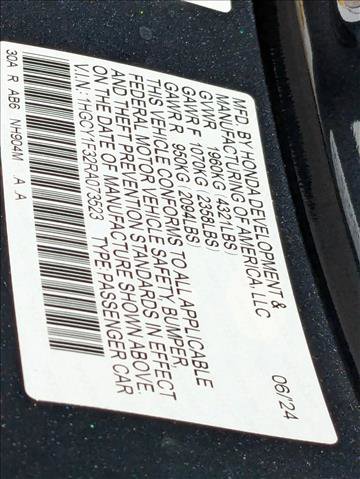 MFD. BY HONDA DEVELOPMENT &
MANUFACTURING OF AMERICA, LLC 06/24
GVWR 1960KG (4321LBS)
GAWR F 1070KG (2358LBS)
GAWR R 960KG (2094LBS)
THIS VEHICLE CONFORMS TO ALL APPLICABLE
FEDERAL MOTOR VEHICLE SAFETY, BUMPER,
AND THEFT PREVENTION STANDARDS IN EFFECT
ON THE DATE OF MANUFACTURE SHOWN ABOVE.
V.I.N.: 1HGCY1F32RA073523 TYPE: PASSENGER CAR
30A R AB6 NH904M A A